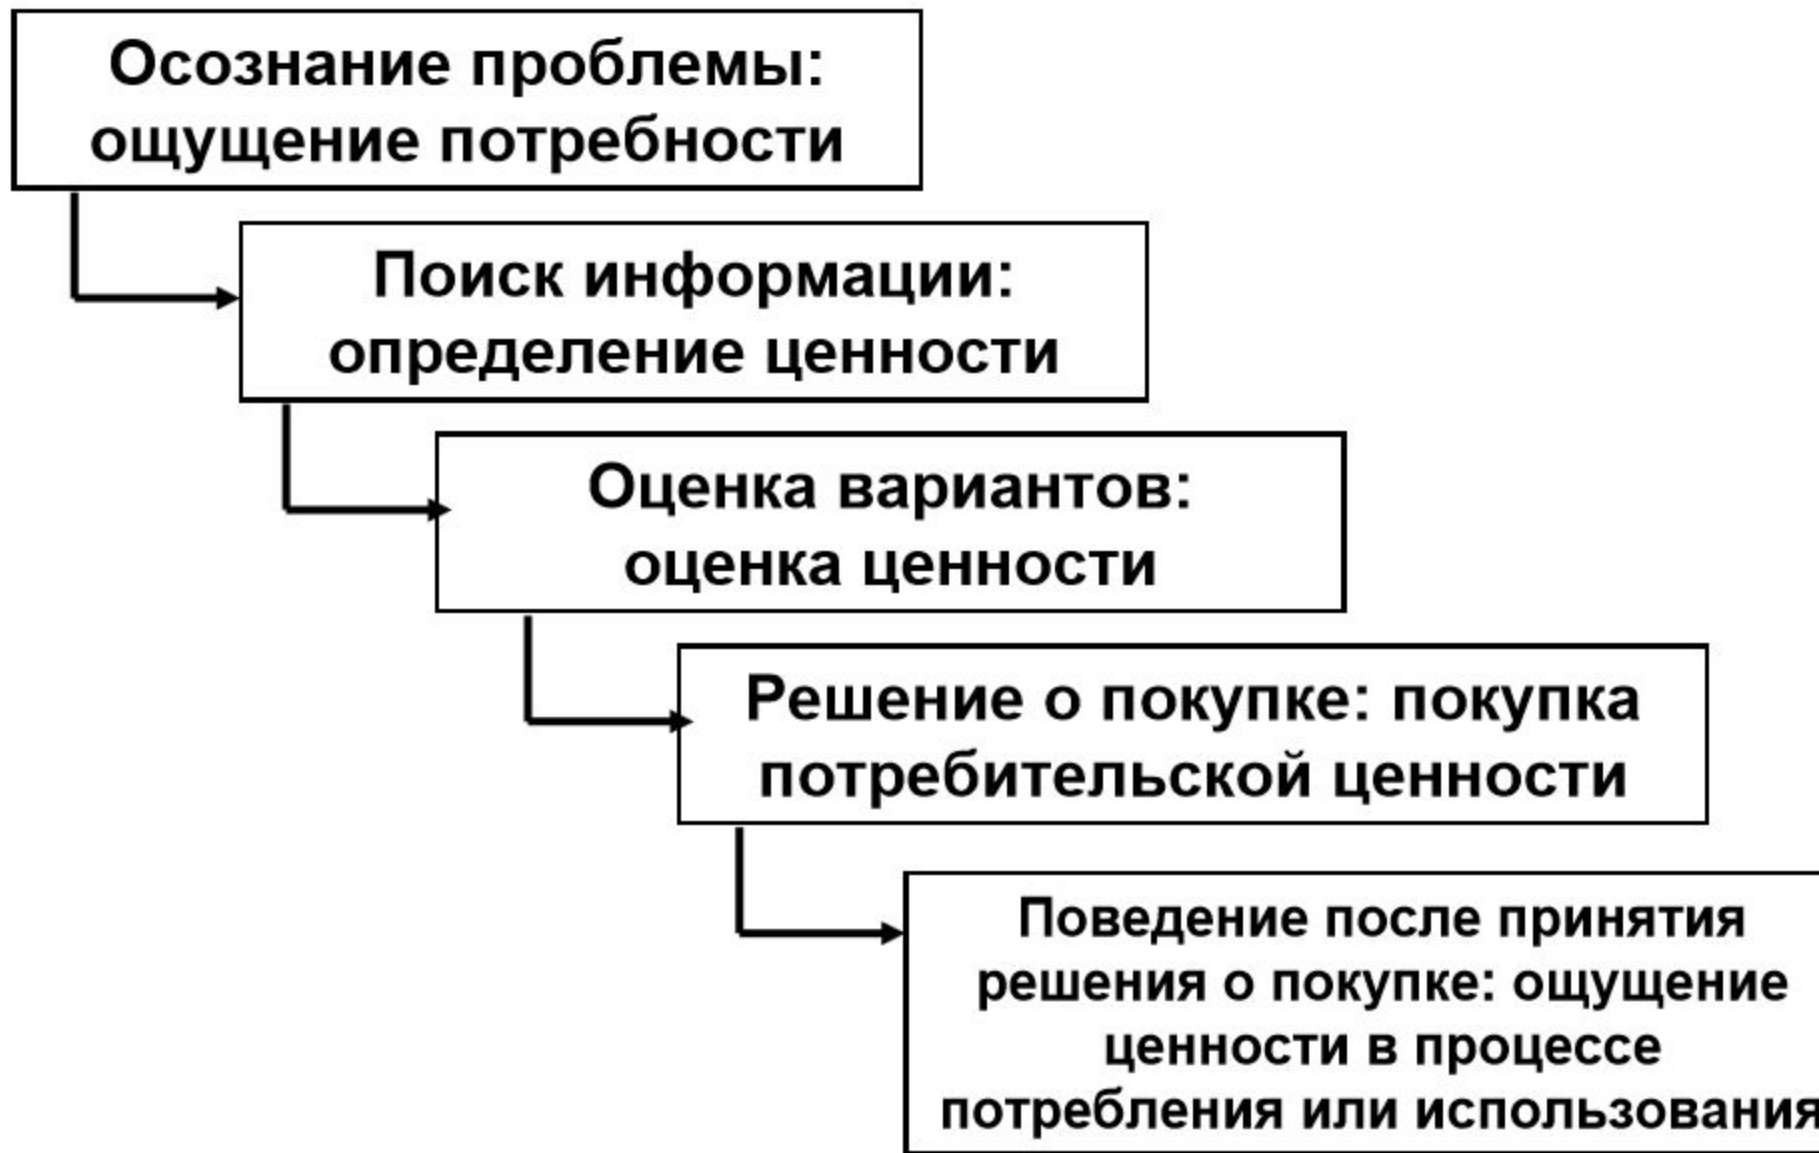 Осознание проблемы:
ощущение потребности
Поиск информации:
определение ценности
Оценка вариантов:
оценка ценности
Решение о покупке: покупка
потребительской ценности
Поведение после принятия
решения о покупке: ощущение
ценности в процессе
потребления или использования